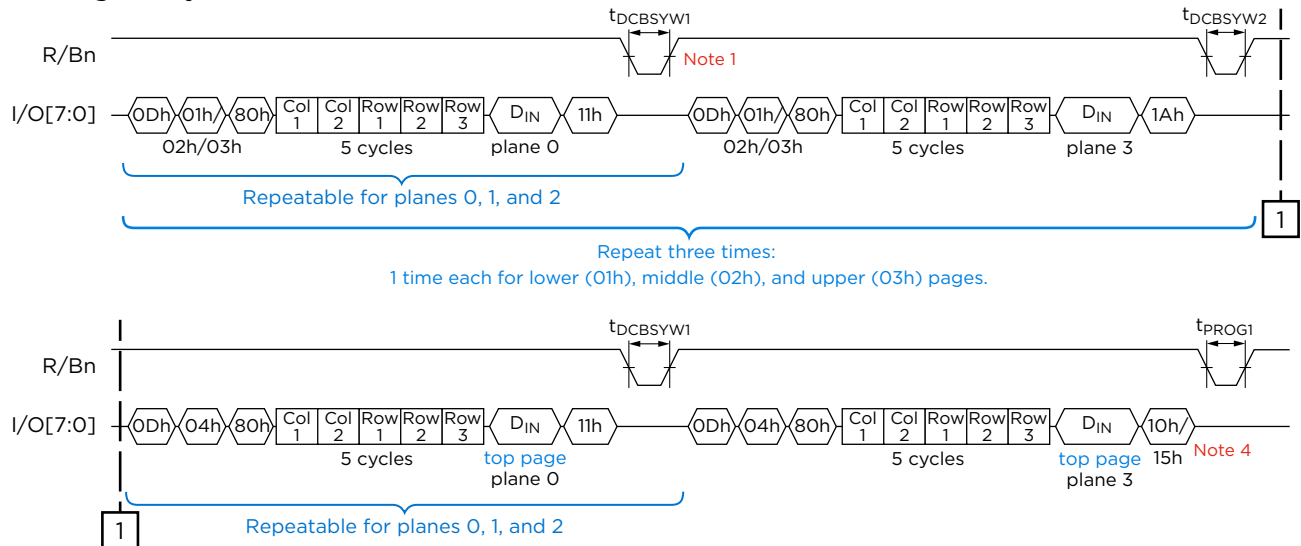 tDCBSYW1 tDCBSYW2
R/Bn Note 1
I/O[7:0] 0Dh 01h/ 80h Col 1 Col 2 Row 1 Row 2 Row 3 DIN 11h 0Dh 01h/ 80h Col 1 Col 2 Row 1 Row 2 Row 3 DIN 1Ah
02h/03h 5 cycles plane 0 02h/03h 5 cycles plane 3
Repeatable for planes 0, 1, and 2
1
Repeat three times:
1 time each for lower (01h), middle (02h), and upper (03h) pages.
tDCBSYW1 tPROG1
R/Bn
I/O[7:0] 0Dh 04h 80h Col 1 Col 2 Row 1 Row 2 Row 3 DIN 11h 0Dh 04h 80h Col 1 Col 2 Row 1 Row 2 Row 3 DIN 10h/ Note 4
5 cycles top page 5 cycles top page 15h
plane 0 plane 3
1 Repeatable for planes 0, 1, and 2